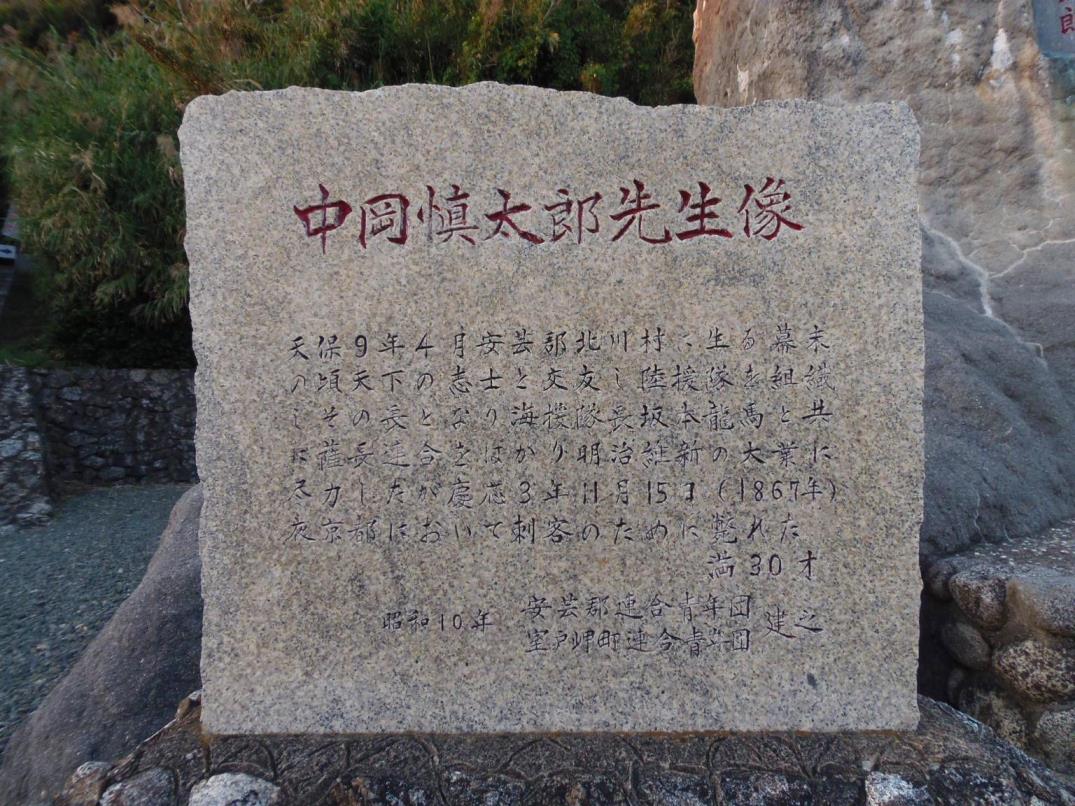 中岡慎太郎先生像
天保9年4月安芸郡北川村に生る幕末
の頃天下の志士と交友し陸援隊を組織
しその長となり海援隊長坂本龍馬と共
に薩長連合をはかり明治維新の大業に
尽力したが慶應3年11月15日(1867年)
夜京都において刺客のために斃れた
満30才
昭和10年 安芸郡連合青年団
室戸岬町連合青年団 建之
郎